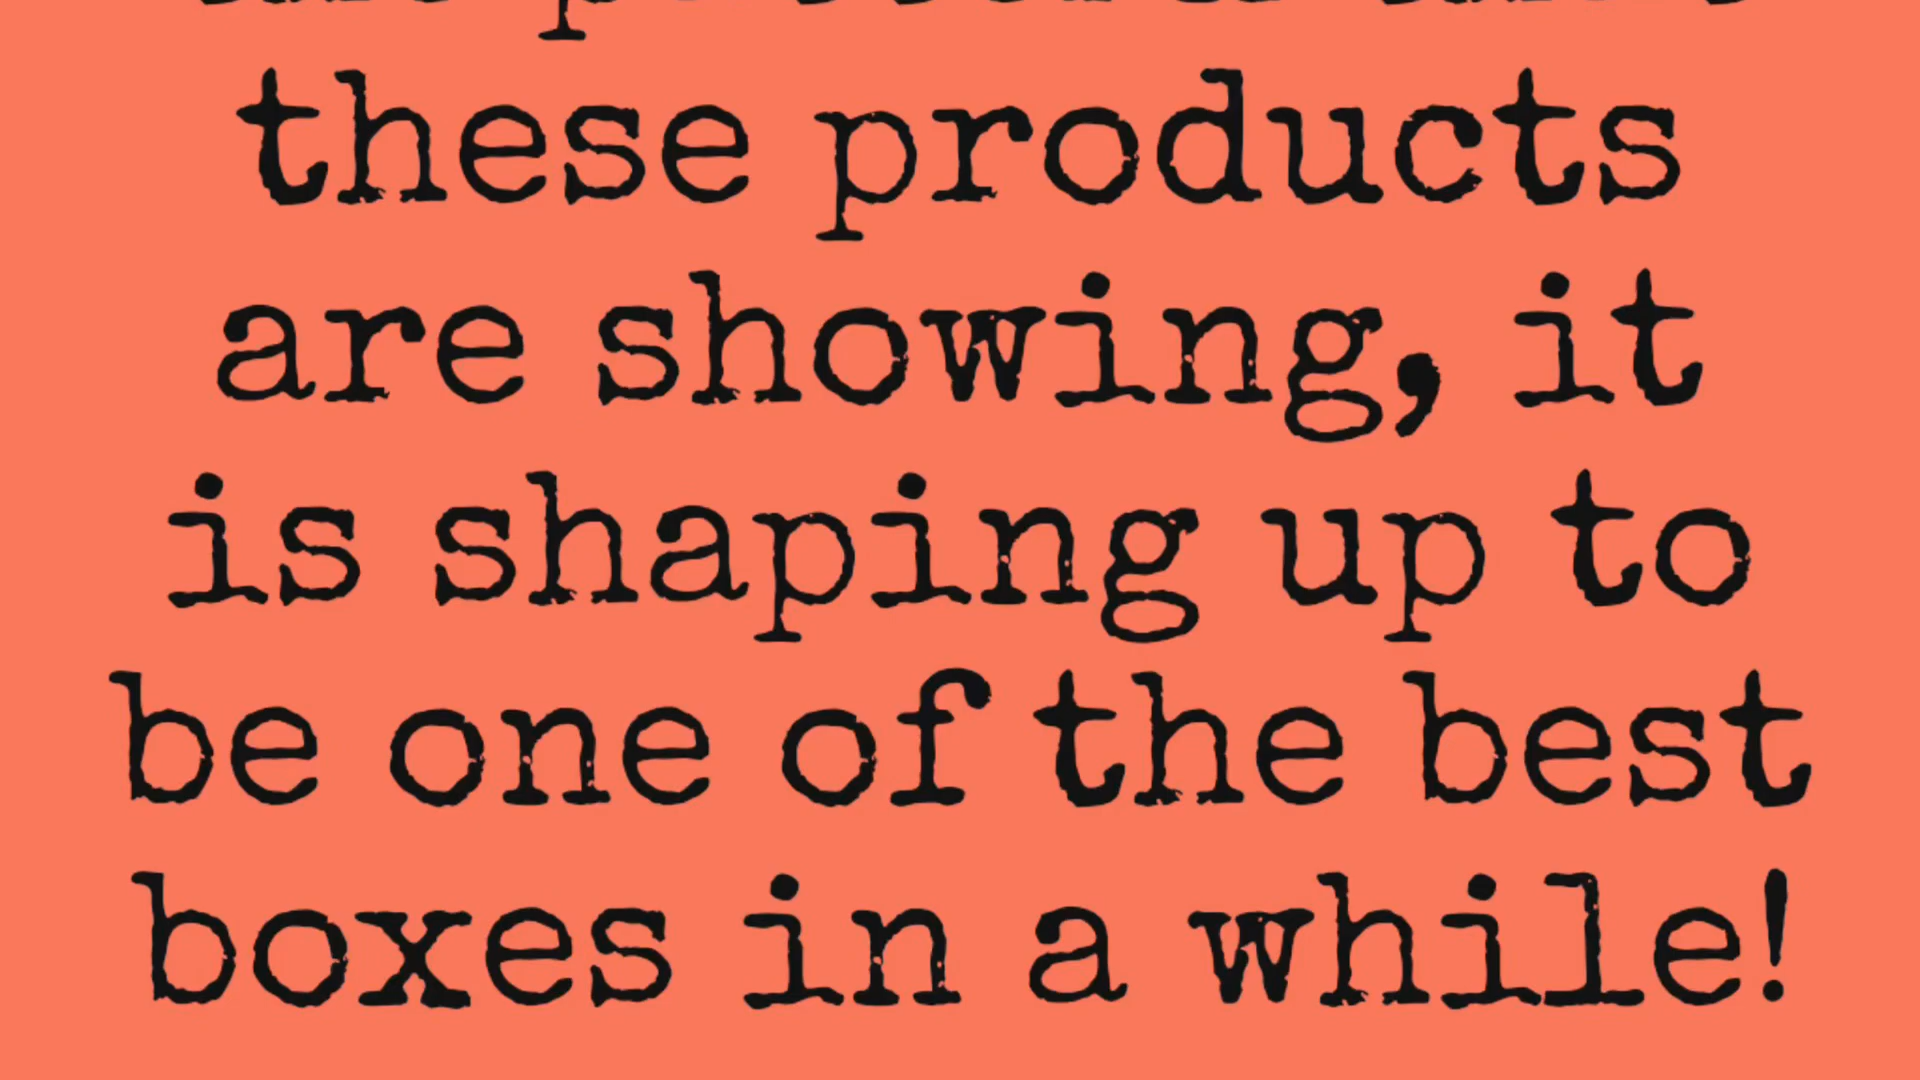 these products
are showing, it
is shaping up to
be one of the best
boxes in a while!